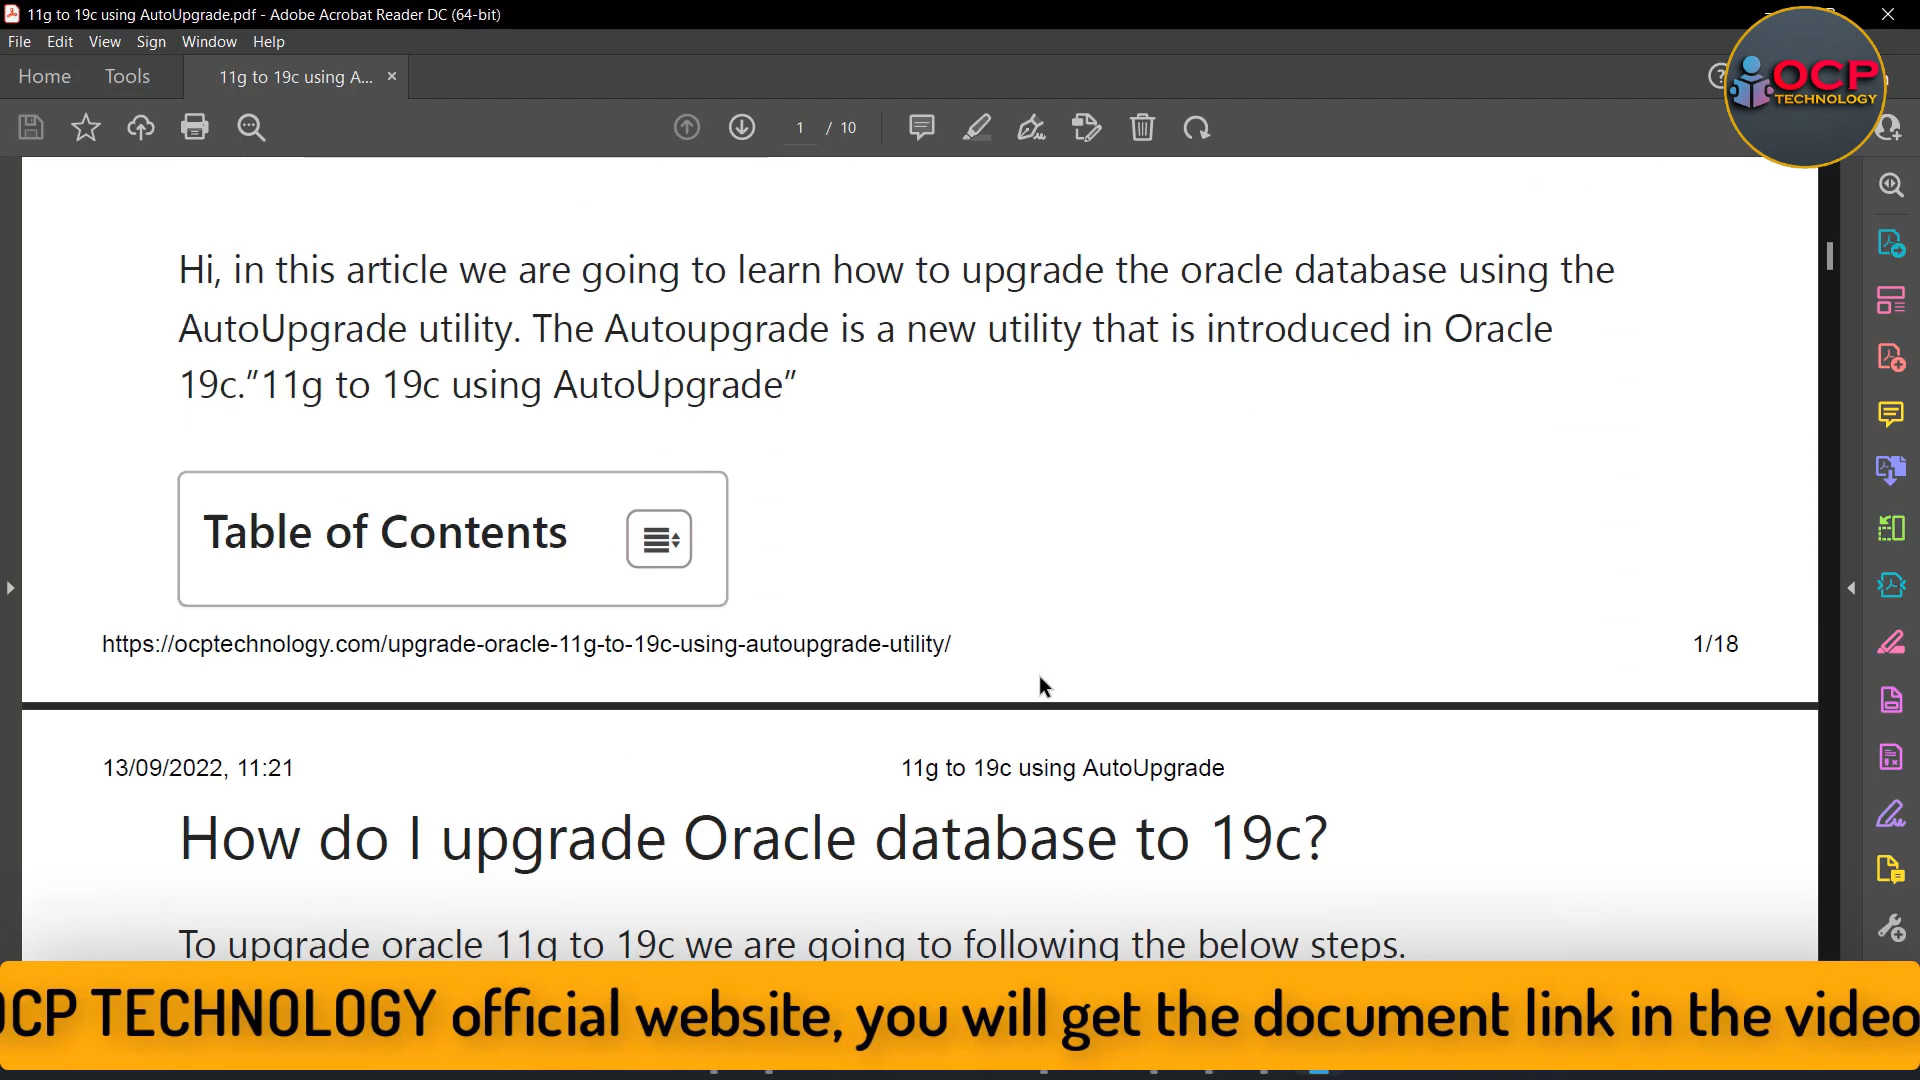 11g to 19c using AutoUpgrade.pdf - Adobe Acrobat Reader DC (64-bit)
File Edit View Sign Window Help
Home Tools 11g to 19c using A...
1 / 10
OCP
TECHNOLOGY
Hi, in this article we are going to learn how to upgrade the oracle database using the
AutoUpgrade utility. The Autoupgrade is a new utility that is introduced in Oracle
19c."11g to 19c using AutoUpgrade"
Table of Contents
https://ocptechnology.com/upgrade-oracle-11g-to-19c-using-autoupgrade-utility/ 1/18
13/09/2022, 11:21 11g to 19c using AutoUpgrade
How do I upgrade Oracle database to 19c?
To upgrade oracle 11g to 19c we are going to following the below steps.
OCP TECHNOLOGY official website, you will get the document link in the video